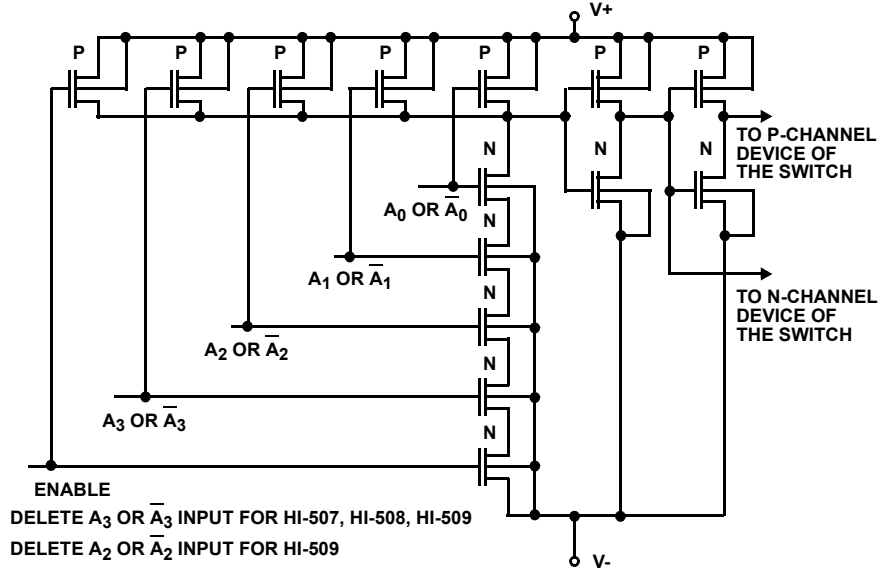 V+
P P P P P P P
TO P-CHANNEL
DEVICE OF
THE SWITCH
N N N
A0 OR A̅0
N
A1 OR A̅1
TO N-CHANNEL
DEVICE OF
THE SWITCH
N
A2 OR A̅2
N
A3 OR A̅3
N
ENABLE
DELETE A3 OR A̅3 INPUT FOR HI-507, HI-508, HI-509
DELETE A2 OR A̅2 INPUT FOR HI-509
V-